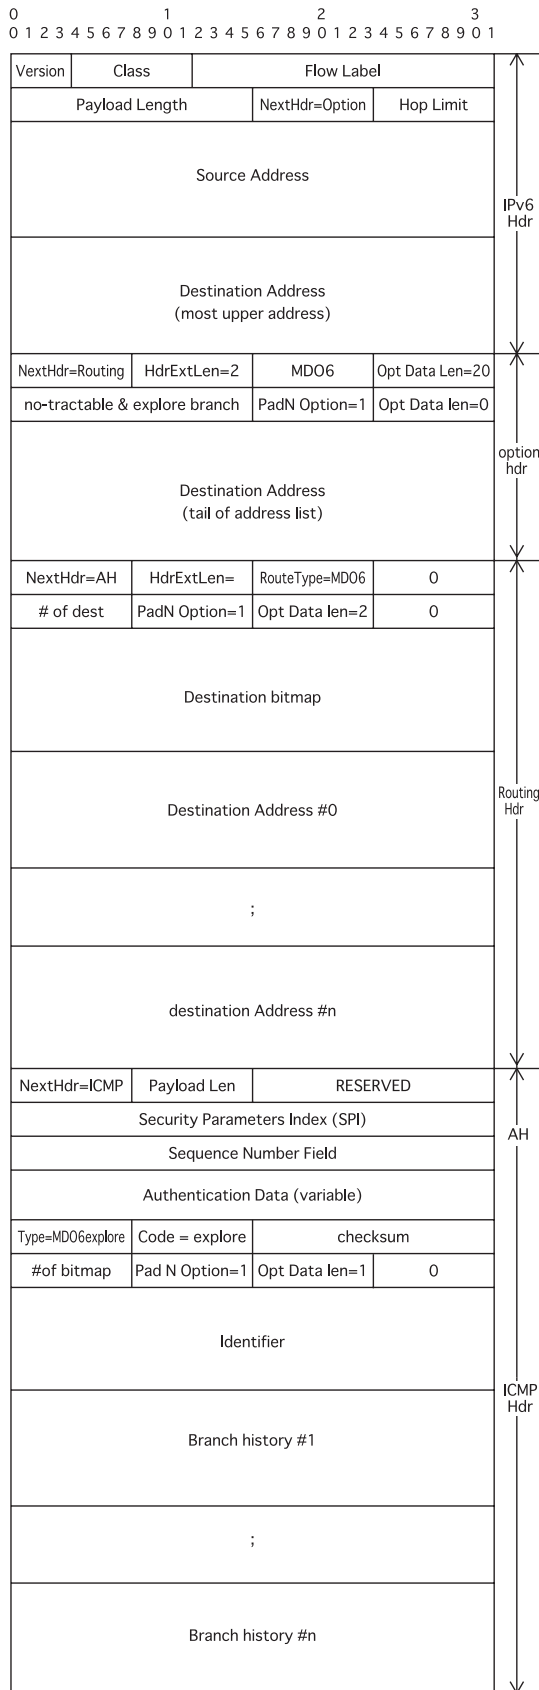 0 1 2 3
0 1 2 3 4 5 6 7 8 9 0 1 2 3 4 5 6 7 8 9 0 1 2 3 4 5 6 7 8 9 0 1
Version Class Flow Label
Payload Length NextHdr=Option Hop Limit
Source Address
IPv6
Hdr
Destination Address
(most upper address)
NextHdr=Routing HdrExtLen=2 MDO6 Opt Data Len=20
no-tractable & explore branch PadN Option=1 Opt Data len=0
option
hdr
Destination Address
(tail of address list)
NextHdr=AH HdrExtLen= RouteType=MDO6 0
# of dest PadN Option=1 Opt Data len=2 0
Destination bitmap
Routing
Hdr
Destination Address #0
;
destination Address #n
NextHdr=ICMP Payload Len RESERVED
Security Parameters Index (SPI)
AH
Sequence Number Field
Authentication Data (variable)
Type=MDO6explore Code = explore checksum
#of bitmap Pad N Option=1 Opt Data len=1 0
Identifier
ICMP
Hdr
Branch history #1
;
Branch history #n